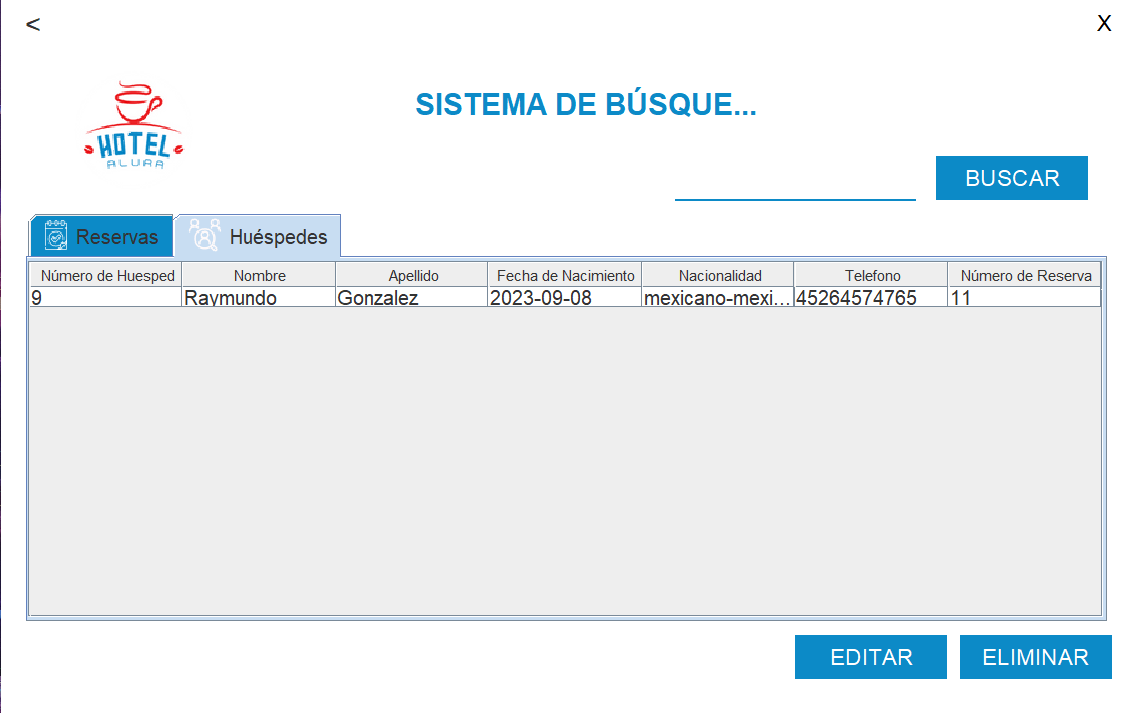 <
X
HOTEL
ALURA
SISTEMA DE BÚSQUE...
BUSCAR
Reservas Huéspedes
Número de Huesped Nombre Apellido Fecha de Nacimiento Nacionalidad Telefono Número de Reserva
9 Raymundo Gonzalez 2023-09-08 mexicano-mexi... 45264574765 11
EDITAR ELIMINAR